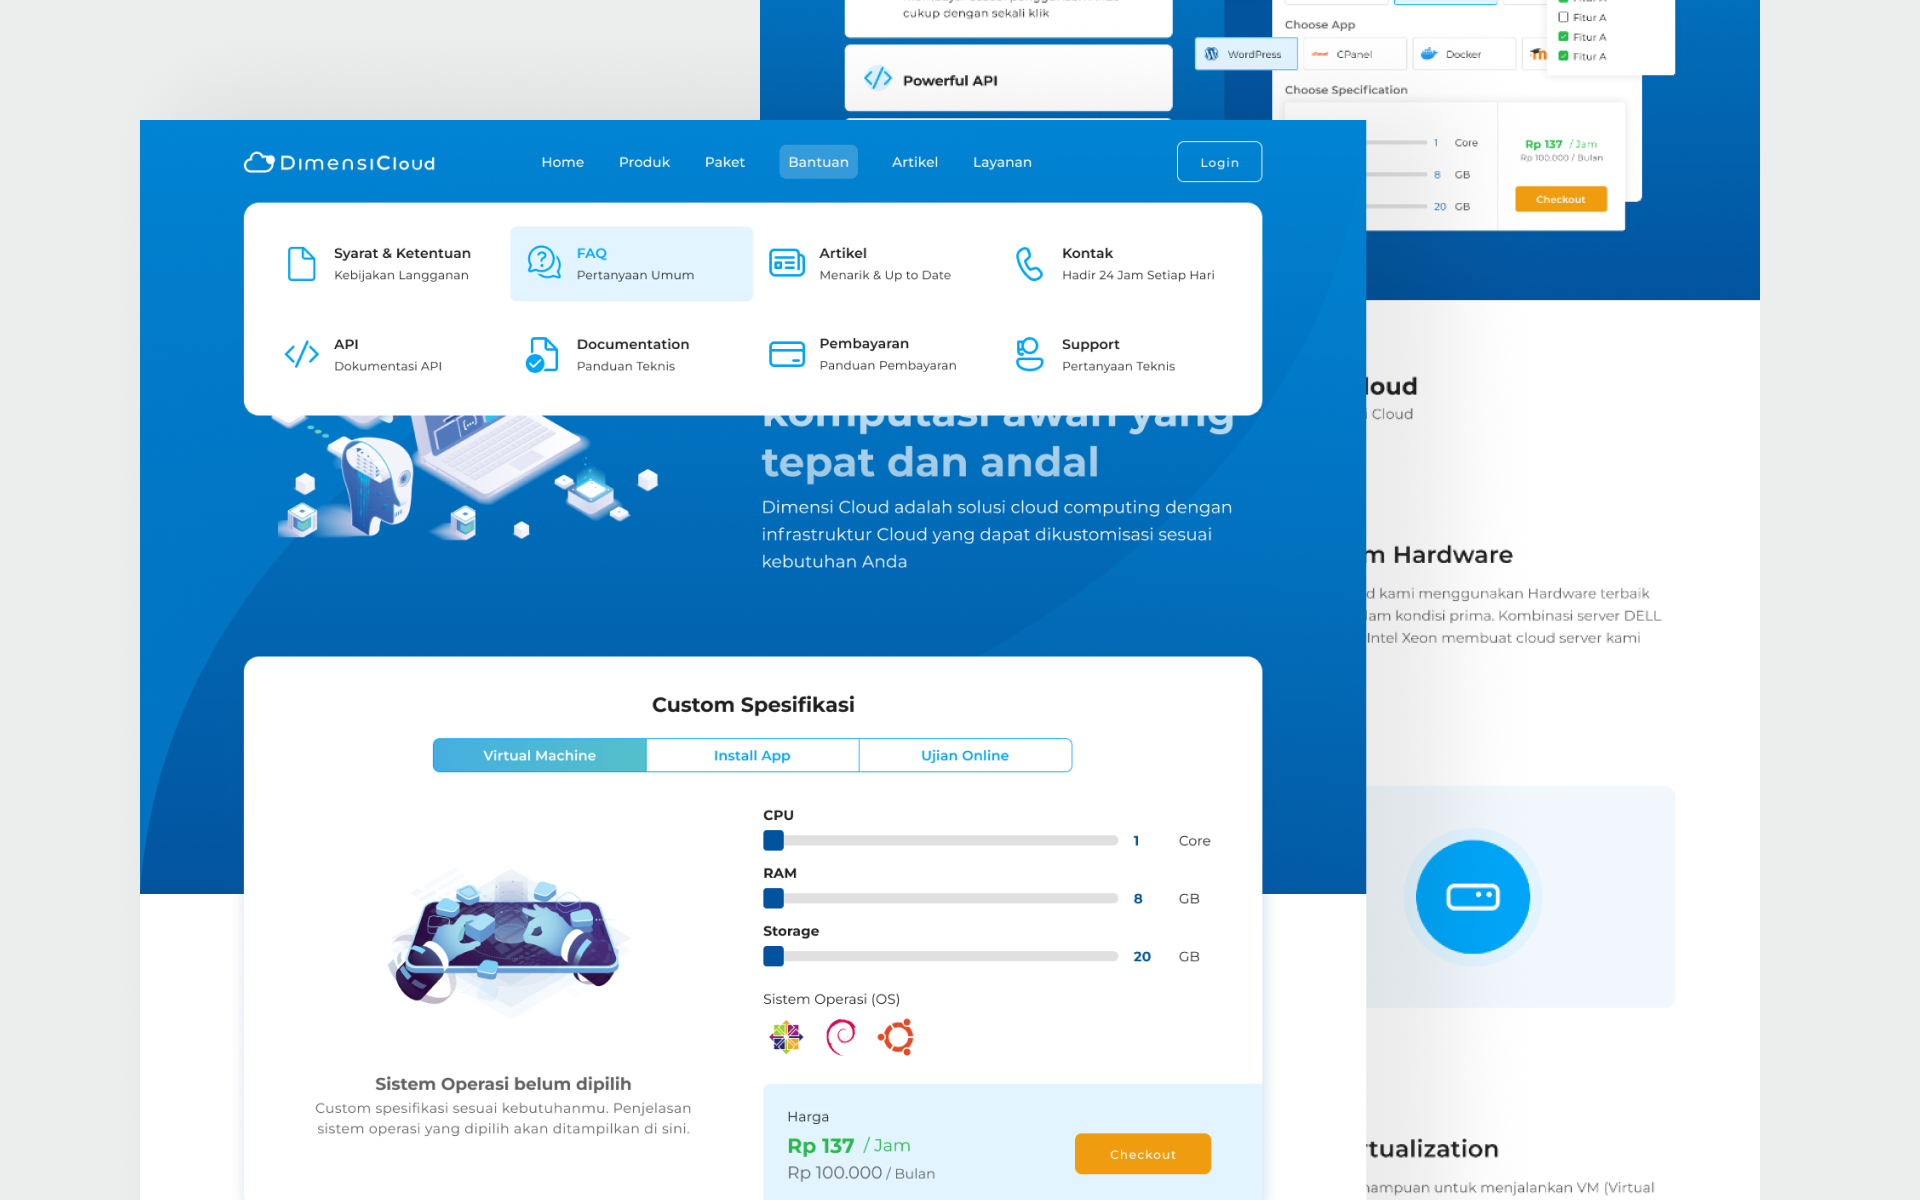 cukup dengan sekali klik
Powerful API
Fitur A
Fitur A
Fitur A
Choose App
WordPress
CPanel
Docker
Choose Specification
1 Core
8 GB
20 GB
Rp 137 / Jam
Rp 100.000 / Bulan
Checkout
DimensiCloud
Home
Produk
Paket
Bantuan
Artikel
Layanan
Login
Syarat & Ketentuan
Kebijakan Langganan
FAQ
Pertanyaan Umum
Artikel
Menarik & Up to Date
Kontak
Hadir 24 Jam Setiap Hari
API
Dokumentasi API
Documentation
Panduan Teknis
Pembayaran
Panduan Pembayaran
Support
Pertanyaan Teknis
komputasi awan yang
tepat dan andal
Dimensi Cloud adalah solusi cloud computing dengan
infrastruktur Cloud yang dapat dikustomisasi sesuai
kebutuhan Anda
Custom Spesifikasi
Virtual Machine
Install App
Ujian Online
CPU
1 Core
RAM
8 GB
Storage
20 GB
Sistem Operasi (OS)
Sistem Operasi belum dipilih
Custom spesifikasi sesuai kebutuhanmu. Penjelasan
sistem operasi yang dipilih akan ditampilkan di sini.
Harga
Rp 137 / Jam
Rp 100.000 / Bulan
Checkout
loud
i Cloud
m Hardware
d kami menggunakan Hardware terbaik
lam kondisi prima. Kombinasi server DELL
Intel Xeon membuat cloud server kami
rtualization
nampuan untuk menjalankan VM (Virtual